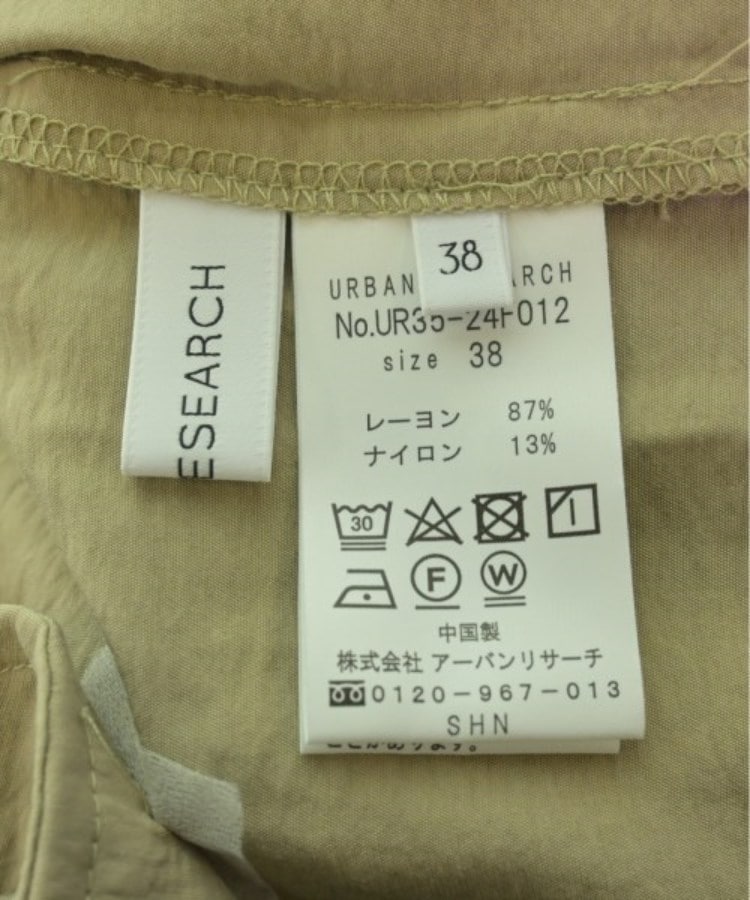 ESEARCH
38
URBAN ARCH
No.UR35-24F012
size 38
レーヨン 87%
ナイロン 13%
30
F W
中国製
株式会社 アーバンリサーチ
0120-967-013
SHN